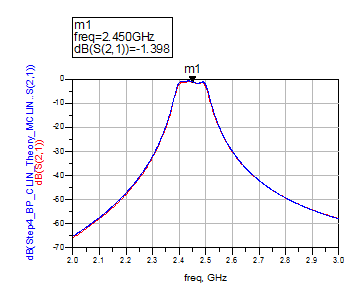 m1
freq=2.450GHz
dB(S(2,1))=-1.398
m1
dB(Step4_BP_CLIN_Theory_MCLIN..S(2,1))
dB(S(2,1))
0
-10
-20
-30
-40
-50
-60
-70
2.0 2.1 2.2 2.3 2.4 2.5 2.6 2.7 2.8 2.9 3.0
freq, GHz